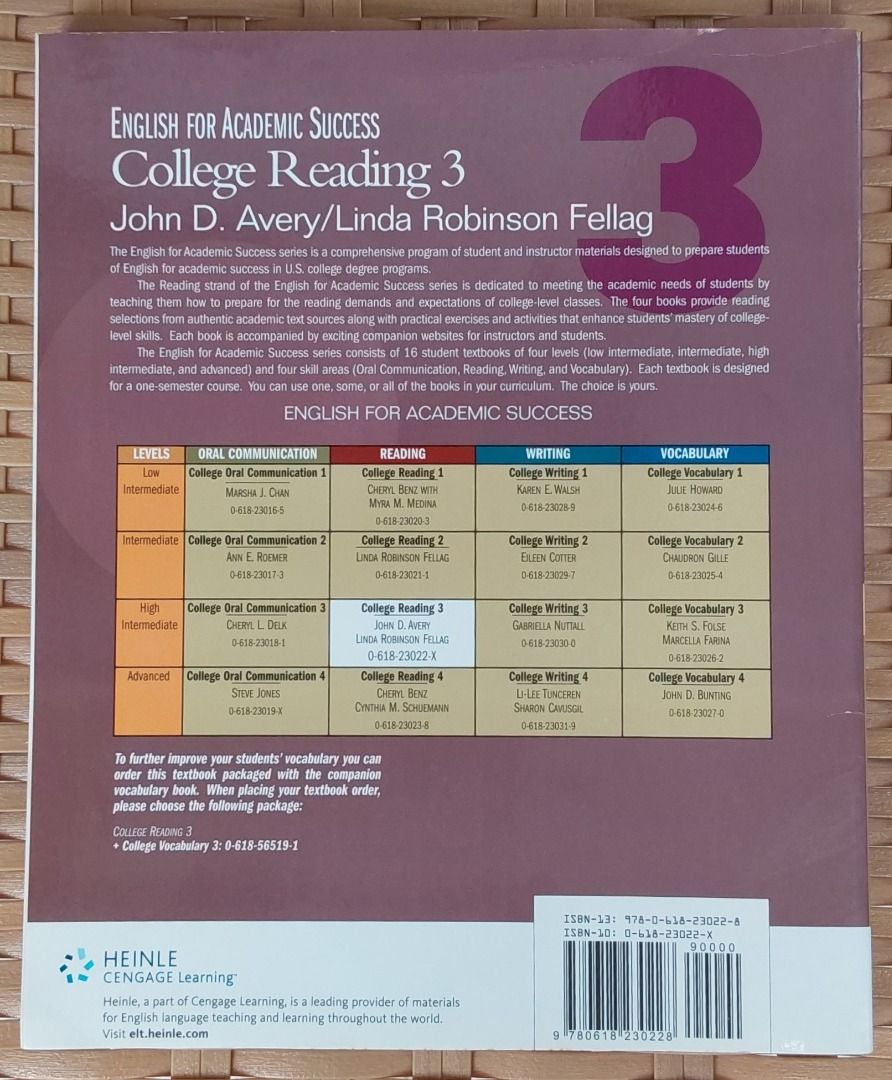 3
ENGLISH FOR ACADEMIC SUCCESS
College Reading 3
John D. Avery/Linda Robinson Fellag
The English for Academic Success series is a comprehensive program of student and instructor materials designed to prepare students
of English for academic success in U.S. college degree programs.
The Reading strand of the English for Academic Success series is dedicated to meeting the academic needs of students by
teaching them how to prepare for the reading demands and expectations of college-level classes. The four books provide reading
selections from authentic academic text sources along with practical exercises and activities that enhance students' mastery of college-
level skills. Each book is accompanied by exciting companion websites for instructors and students.
The English for Academic Success series consists of 16 student textbooks of four levels (low intermediate, intermediate, high
intermediate, and advanced) and four skill areas (Oral Communication, Reading, Writing, and Vocabulary). Each textbook is designed
for a one-semester course. You can use one, some, or all of the books in your curriculum. The choice is yours.
ENGLISH FOR ACADEMIC SUCCESS
LEVELS ORAL COMMUNICATION READING WRITING VOCABULARY
Low Intermediate
College Oral Communication 1
MARSHA J. CHAN
0-618-23016-5
College Reading 1
CHERYL BENZ WITH
MYRA M. MEDINA
0-618-23020-3
College Writing 1
KAREN E. WALSH
0-618-23028-9
College Vocabulary 1
JULIE HOWARD
0-618-23024-6
Intermediate
College Oral Communication 2
ANN E. ROEMER
0-618-23017-3
College Reading 2
LINDA ROBINSON FELLAG
0-618-23021-1
College Writing 2
EILEEN COTTER
0-618-23029-7
College Vocabulary 2
CHAUDRON GILLE
0-618-23025-4
High
Intermediate
College Oral Communication 3
CHERYL L. DELK
0-618-23018-1
College Reading 3
JOHN D. AVERY
LINDA ROBINSON FELLAG
0-618-23022-X
College Writing 3
GABRIELLA NUTTALL
0-618-23030-0
College Vocabulary 3
KEITH S. FOLSE
MARCELLA FARINA
0-618-23026-2
Advanced
College Oral Communication 4
STEVE JONES
0-618-23019-X
College Reading 4
CHERYL BENZ
CYNTHIA M. SCHUEMANN
0-618-23023-8
College Writing 4
LI-LEE TUNCEREN
SHARON CAVUSGIL
0-618-23031-9
College Vocabulary 4
JOHN D. BUNTING
0-618-23027-0
To further improve your students' vocabulary you can
order this textbook packaged with the companion
vocabulary book. When placing your textbook order,
please choose the following package:
COLLEGE READING 3
+ College Vocabulary 3: 0-618-56519-1
HEINLE
CENGAGE Learning™
Heinle, a part of Cengage Learning, is a leading provider of materials
for English language teaching and learning throughout the world.
Visit elt.heinle.com
ISBN-13: 978-0-618-23022-8
ISBN-10: 0-618-23022-X
90000
9 780618 230228